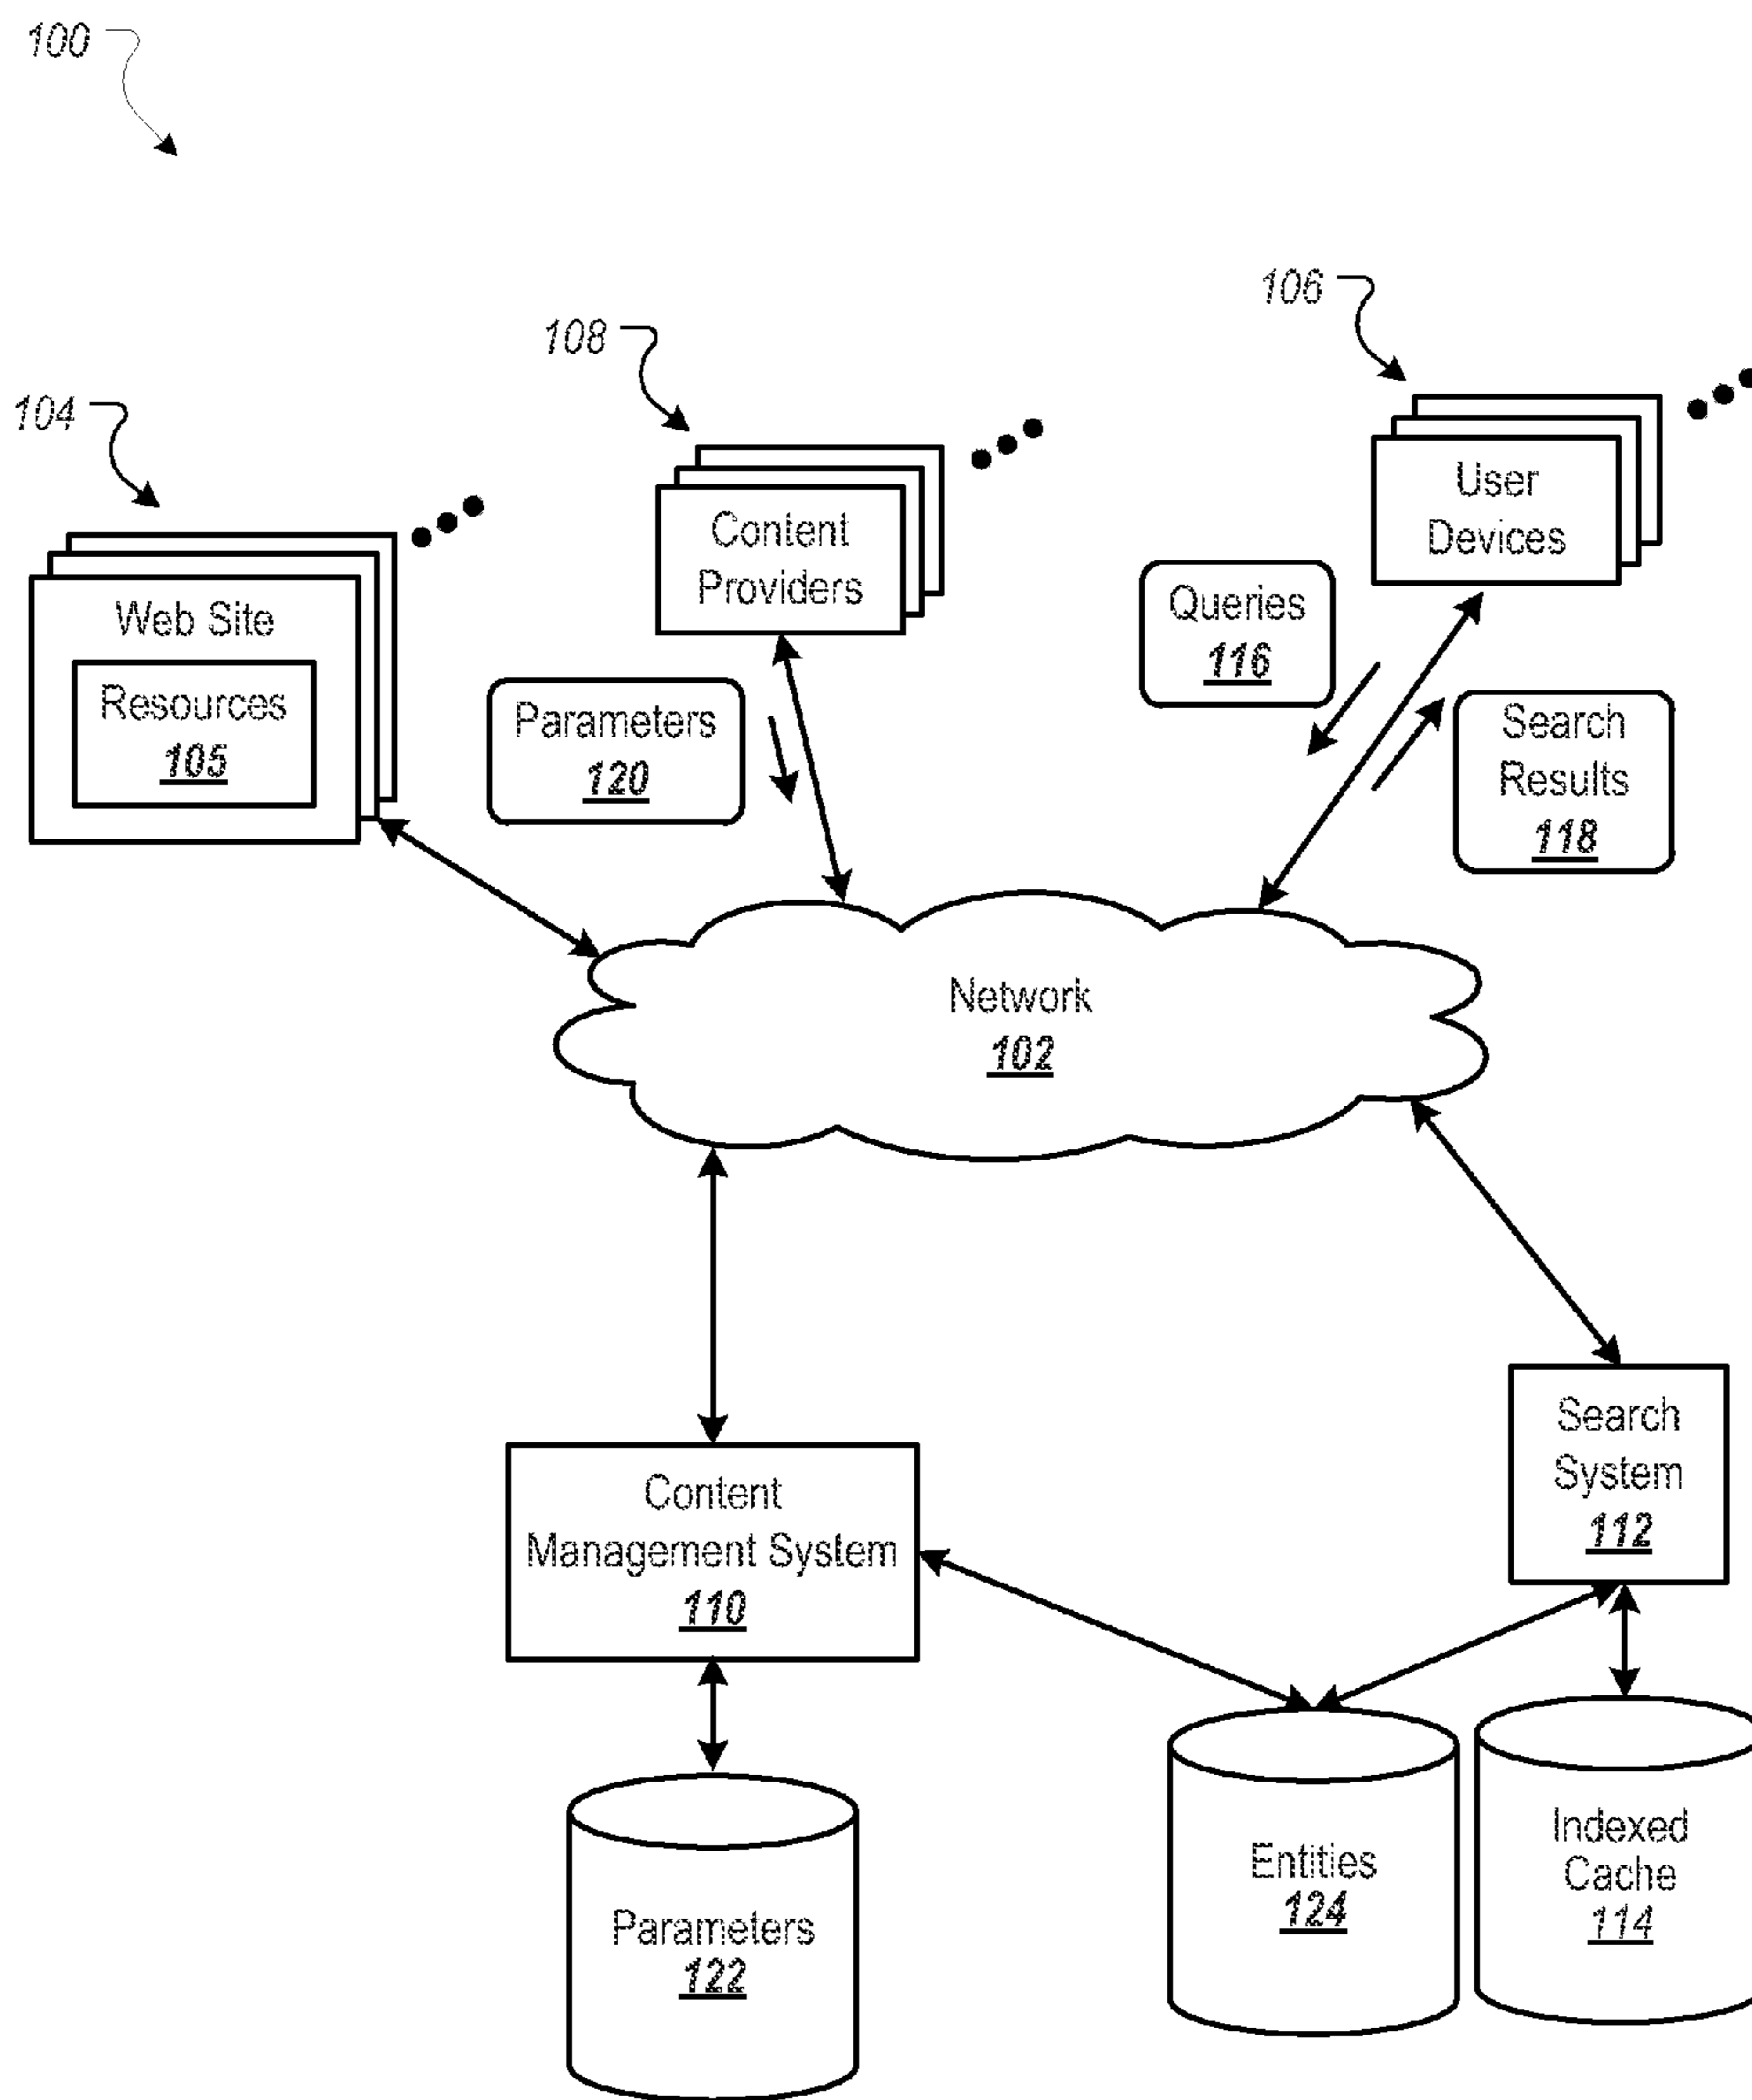 100
106
108
104
User
Devices
Content
Providers
Queries
116
Web Site
Resources
105
Parameters
120
Search
Results
118
Network
102
Search
System
112
Content
Management System
110
Indexed
Cache
114
Entities
124
Parameters
122